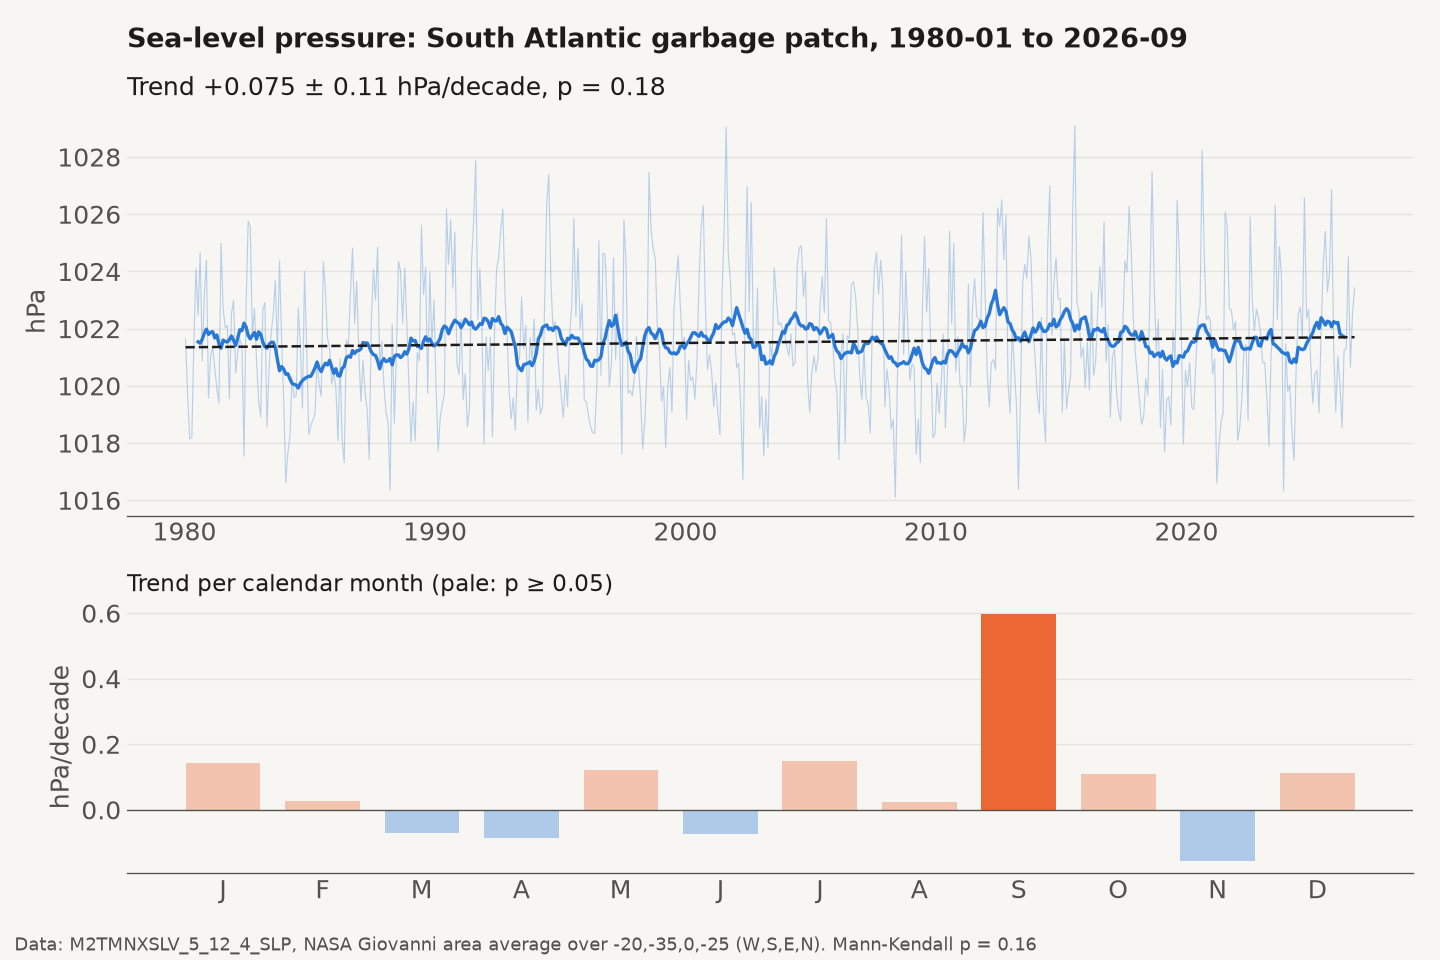 Sea-level pressure: South Atlantic garbage patch, 1980-01 to 2026-09
Trend +0.075 ± 0.11 hPa/decade, p = 0.18
hPa
1028
1026
1024
1022
1020
1018
1016
1980 1990 2000 2010 2020
Trend per calendar month (pale: p ≥ 0.05)
hPa/decade
0.6
0.4
0.2
0.0
J F M A M J J A S O N D
Data: M2TMNXSLV_5_12_4_SLP, NASA Giovanni area average over -20,-35,0,-25 (W,S,E,N). Mann-Kendall p = 0.16